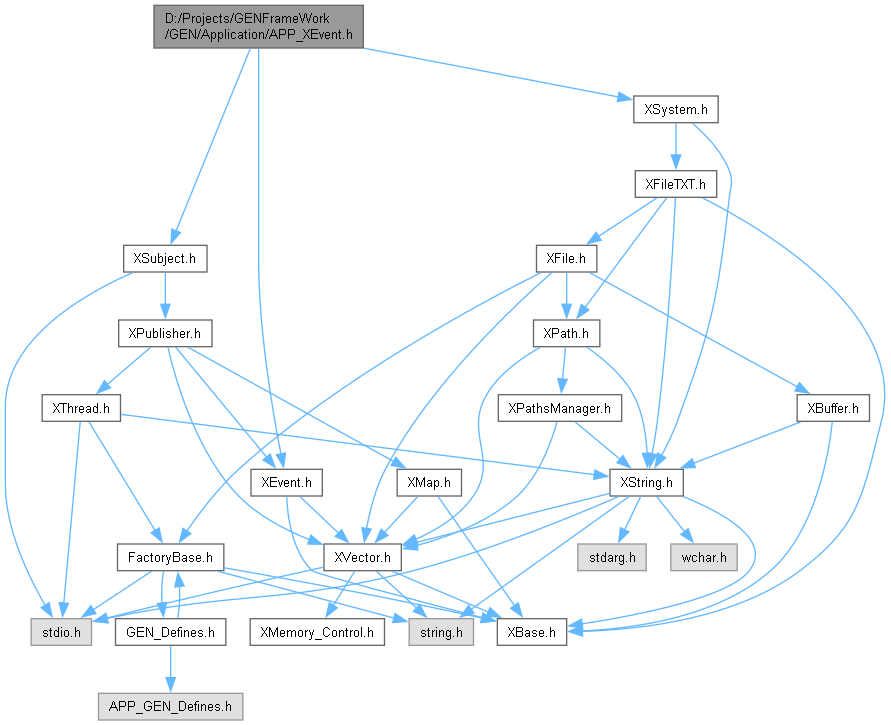 D:/Projects/GENFrameWork
/GEN/Application/APP_XEvent.h
XSystem.h
XFileTXT.h
XSubject.h
XFile.h
XPublisher.h
XPath.h
XThread.h
XPathsManager.h
XBuffer.h
XEvent.h
XMap.h
XString.h
FactoryBase.h
XVector.h
stdarg.h
wchar.h
stdio.h
GEN_Defines.h
XMemory_Control.h
string.h
XBase.h
APP_GEN_Defines.h